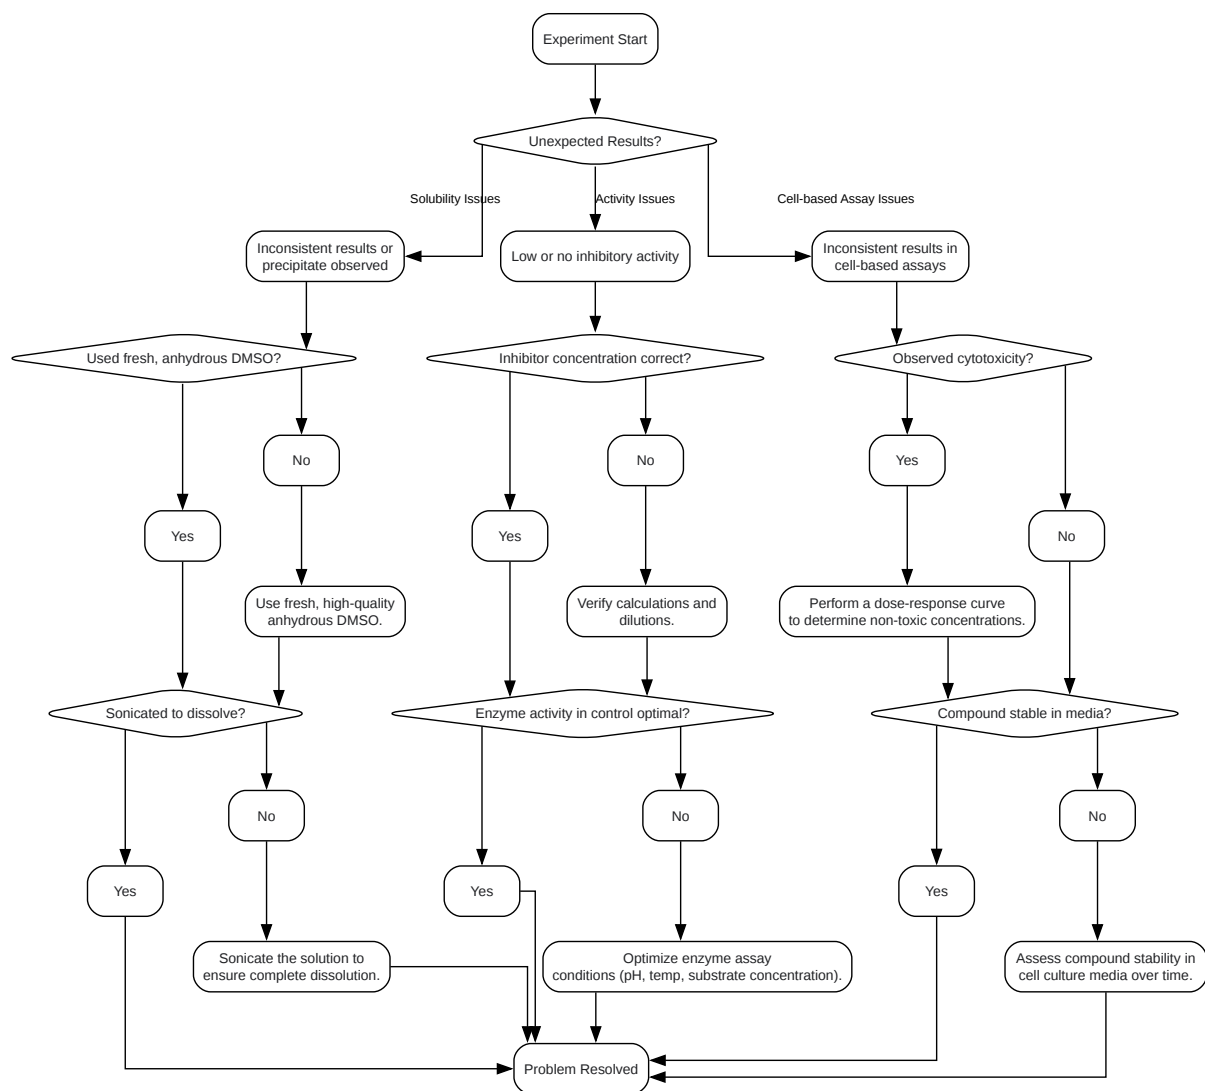 Experiment Start
Unexpected Results?
Solubility Issues
Activity Issues
Cell-based Assay Issues
Inconsistent results or
precipitate observed
Low or no inhibitory activity
Inconsistent results in
cell-based assays
Used fresh, anhydrous DMSO?
Inhibitor concentration correct?
Observed cytotoxicity?
No
No
Yes
Yes
Yes
No
Use fresh, high-quality
anhydrous DMSO.
Verify calculations and
dilutions.
Perform a dose-response curve
to determine non-toxic concentrations.
Sonicated to dissolve?
Enzyme activity in control optimal?
Compound stable in media?
No
No
No
Yes
Yes
Yes
Sonicate the solution to
ensure complete dissolution.
Optimize enzyme assay
conditions (pH, temp, substrate concentration).
Assess compound stability in
cell culture media over time.
Problem Resolved